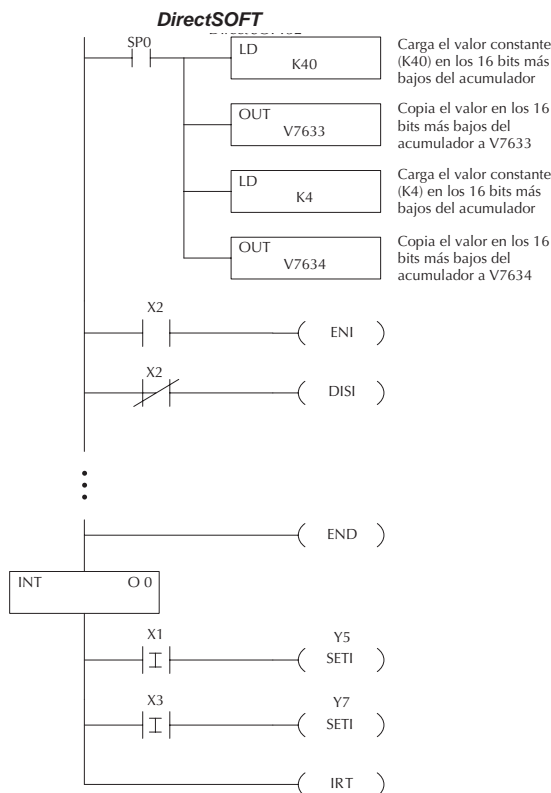 DirectSOFT
SP0
LD
K40
Carga el valor constante
(K40) en los 16 bits más
bajos del acumulador
OUT
V7633
Copia el valor en los 16
bits más bajos del
acumulador a V7633
LD
K4
Carga el valor constante
(K4) en los 16 bits más
bajos del acumulador
OUT
V7634
Copia el valor en los 16
bits más bajos del
acumulador a V7634
X2
ENI
X2
DISI
END
INT O 0
X1
Y5
SETI
X3
Y7
SETI
IRT